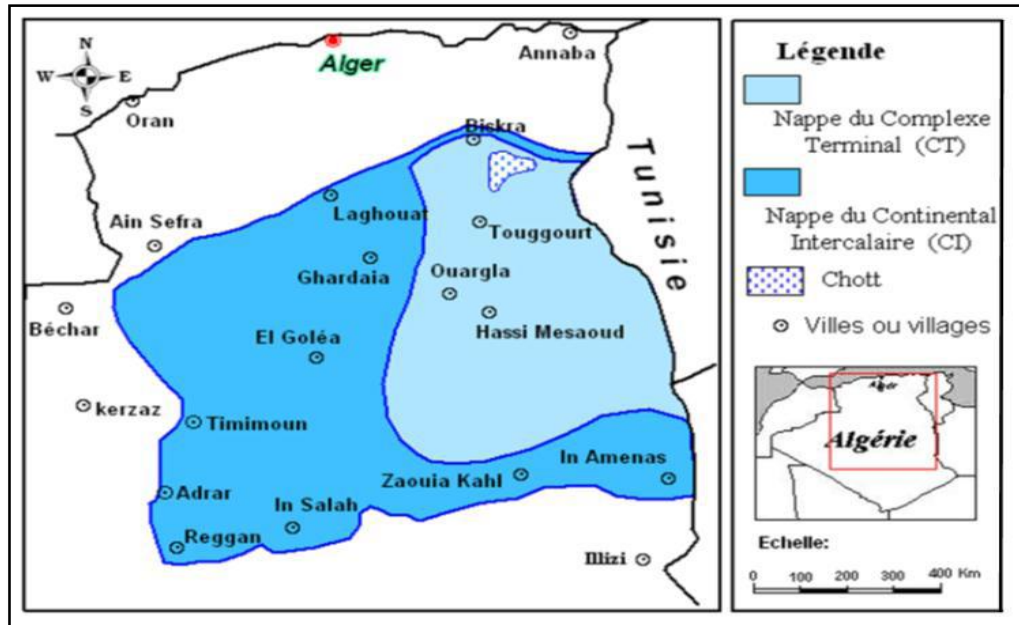 N
W
E
S
Alger
Annaba
Oran
Biskra
Tunisie
Laghouat
Ain Sefra
Touggourt
Ghardaia
Ouargla
Béchar
Hassi Mesaoud
El Goléa
kerzaz
Timimoun
Zaouia Kahl
In Amenas
Adrar
In Salah
Reggan
Illizi
Légende
Nappe du Complexe
Terminal (CT)
Nappe du Continental
Intercalaire (CI)
Chott
Villes ou villages
Alger
Algérie
Echelle:
0 100 200 300 400 Km